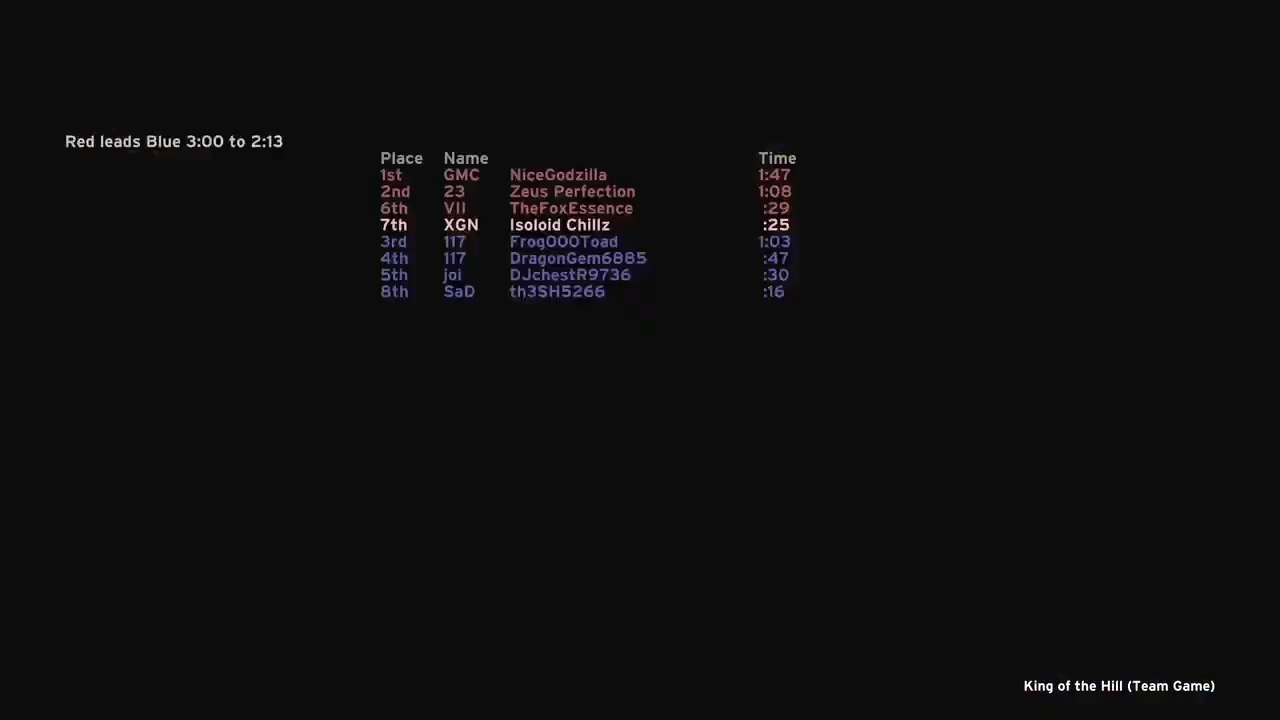 Red leads Blue 3:00 to 2:13
Place Name Time
1st GMC NiceGodzilla 1:47
2nd 23 Zeus Perfection 1:08
6th VII TheFoxEssence :29
7th XGN Isoloid Chillz :25
3rd 117 FrogOOOToad 1:03
4th 117 DragonGem6885 :47
5th joi DJchestR9736 :30
8th SaD th3SH5266 :16
King of the Hill (Team Game)